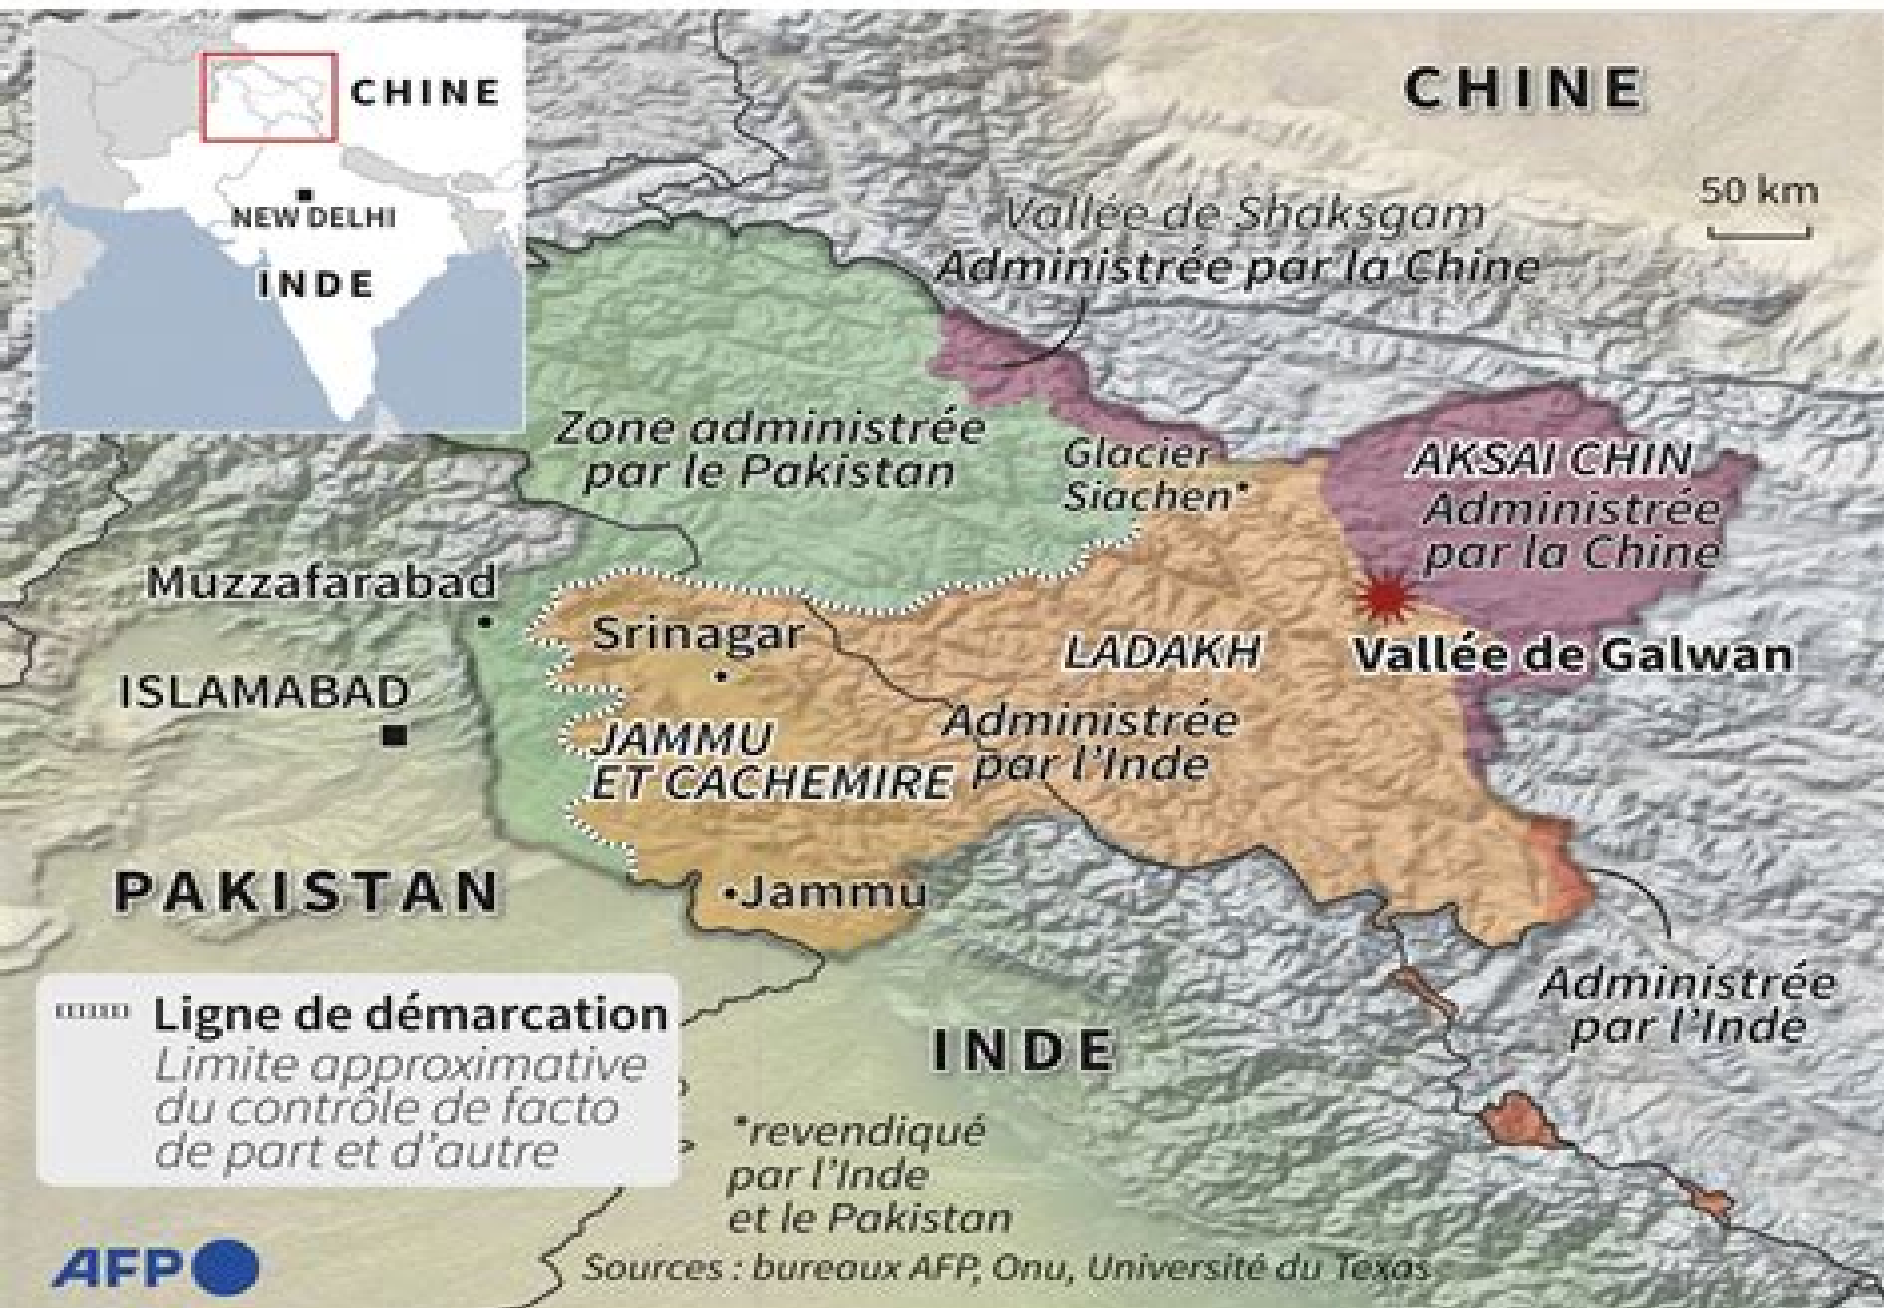 CHINE
NEW DELHI
INDE
CHINE
50 km
Vallée de Shaksgam
Administrée par la Chine
Zone administrée
par le Pakistan
Glacier
Siachen*
AKSAI CHIN
Administrée
par la Chine
Muzzafarabad
Srinagar
ISLAMABAD
LADAKH
Vallée de Galwan
Administrée
par l'Inde
JAMMU
ET CACHEMIRE
PAKISTAN
Jammu
Administrée
par l'Inde
INDE
Ligne de démarcation
Limite approximative
du contrôle de facto
de part et d'autre
*revendiqué
par l'Inde
et le Pakistan
Sources : bureaux AFP, Onu, Université du Texas
AFP